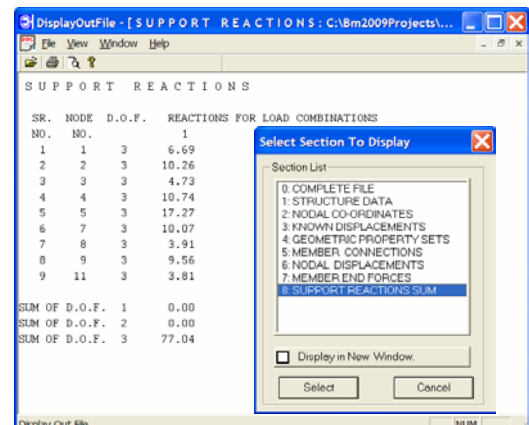 DisplayOutFile - [ S U P P O R T   R E A C T I O N S : C:\Bm2009Projects\...
File View Window Help
S U P P O R T   R E A C T I O N S
SR. NODE D.O.F. REACTIONS FOR LOAD COMBINATIONS
NO. NO. 1
1 1 3 6.69
2 2 3 10.26
3 3 3 4.73
4 4 3 10.74
5 5 3 17.27
6 7 3 10.07
7 8 3 3.91
8 9 3 9.56
9 11 3 3.81
SUM OF D.O.F. 1 0.00
SUM OF D.O.F. 2 0.00
SUM OF D.O.F. 3 77.04
Select Section To Display
Section List
0: COMPLETE FILE
1: STRUCTURE DATA
2: NODAL CO-ORDINATES
3: KNOWN DISPLACEMENTS
4: GEOMETRIC PROPERTY SETS
5: MEMBER CONNECTIONS
6: NODAL DISPLACEMENTS
7: MEMBER END FORCES
8: SUPPORT REACTIONS SUM
Display in New Window.
Select Cancel
Display Out File NUM